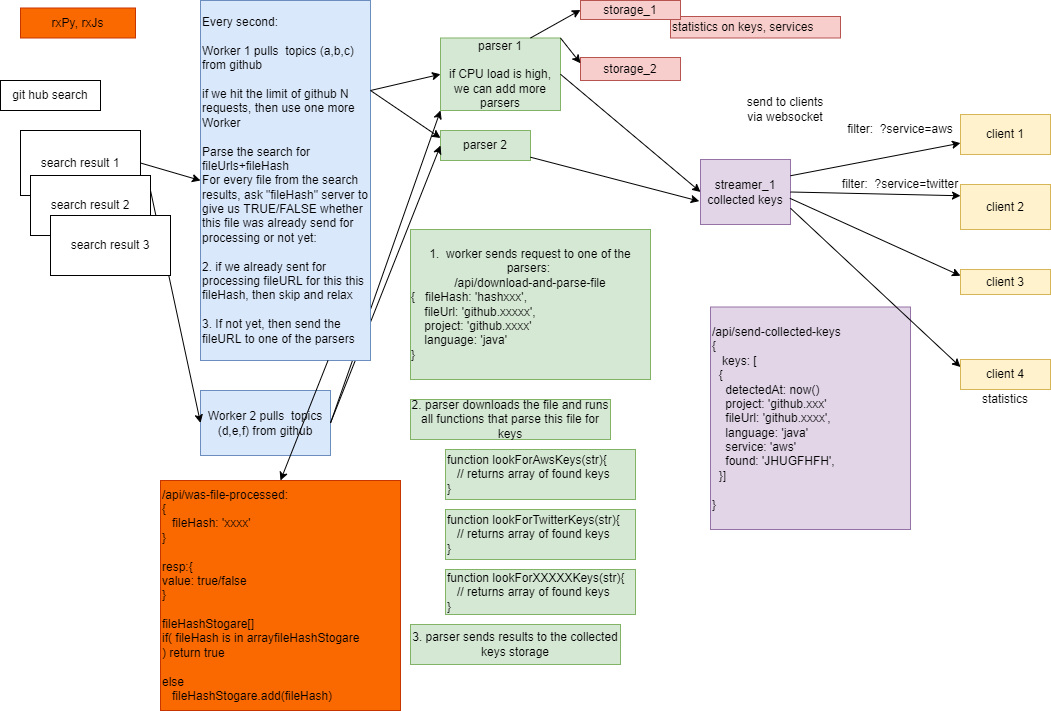 rxPy, rxJs
git hub search
search result 1
search result 2
search result 3
Every second:
Worker 1 pulls topics (a,b,c)
from github
if we hit the limit of github N
requests, then use one more
Worker
Parse the search for
fileUrls+fileHash
For every file from the search
results, ask "fileHash" server to
give us TRUE/FALSE whether
this file was already send for
processing or not yet:
2. if we already sent for
processing fileURL for this this
fileHash, then skip and relax
3. If not yet, then send the
fileURL to one of the parsers
Worker 2 pulls topics
(d,e,f) from github
/api/was-file-processed:
{
fileHash: 'xxxx'
}
resp:{
value: true/false
}
fileHashStogare[]
if( fileHash is in arrayfileHashStogare
) return true
else
fileHashStogare.add(fileHash)
parser 1
if CPU load is high,
we can add more
parsers
parser 2
1. worker sends request to one of the
parsers:
/api/download-and-parse-file
{ fileHash: 'hashxxx',
fileUrl: 'github.xxxxx',
project: 'github.xxxx'
language: 'java'
}
2. parser downloads the file and runs
all functions that parse this file for
keys
function lookForAwsKeys(str){
// returns array of found keys
}
function lookForTwitterKeys(str){
// returns array of found keys
}
function lookForXXXXXKeys(str){
// returns array of found keys
}
3. parser sends results to the collected
keys storage
storage_1
statistics on keys, services
storage_2
send to clients
via websocket
streamer_1
collected keys
filter: ?service=aws
filter: ?service=twitter
client 1
client 2
client 3
client 4
statistics
/api/send-collected-keys
{
keys: [
{
detectedAt: now()
project: 'github.xxx'
fileUrl: 'github.xxxx',
language: 'java'
service: 'aws'
found: 'JHUGFHFH',
}]
}